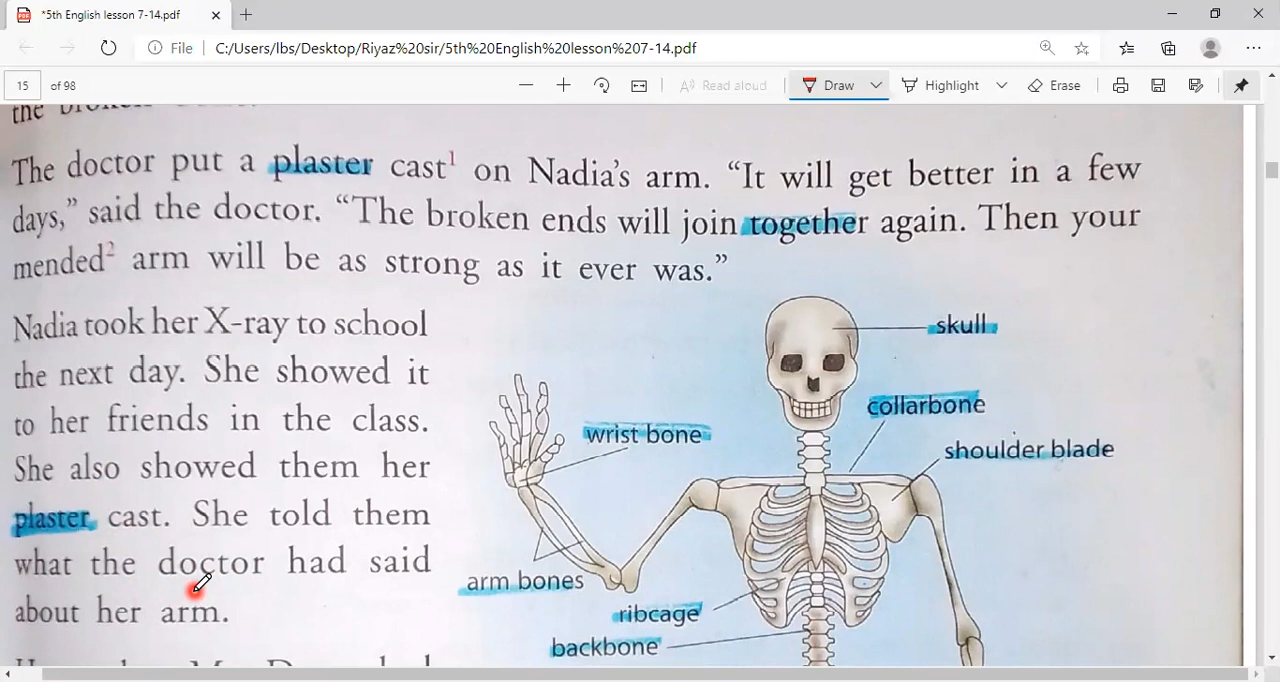 *5th English lesson 7-14.pdf
File C:/Users/lbs/Desktop/Riyaz%20sir/5th%20English%20lesson%207-14.pdf
15 of 98 Read aloud Draw Highlight Erase
the broken
The doctor put a plaster cast¹ on Nadia's arm. “It will get better in a few
days,” said the doctor. “The broken ends will join together again. Then your
mended² arm will be as strong as it ever was.”
Nadia took her X-ray to school
the next day. She showed it
to her friends in the class.
She also showed them her
plaster cast. She told them
what the doctor had said
about her arm.
skull
collarbone
wrist bone
shoulder blade
arm bones
ribcage
backbone